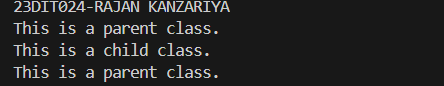 23DIT024-RAJAN KANZARIYA
This is a parent class.
This is a child class.
This is a parent class.